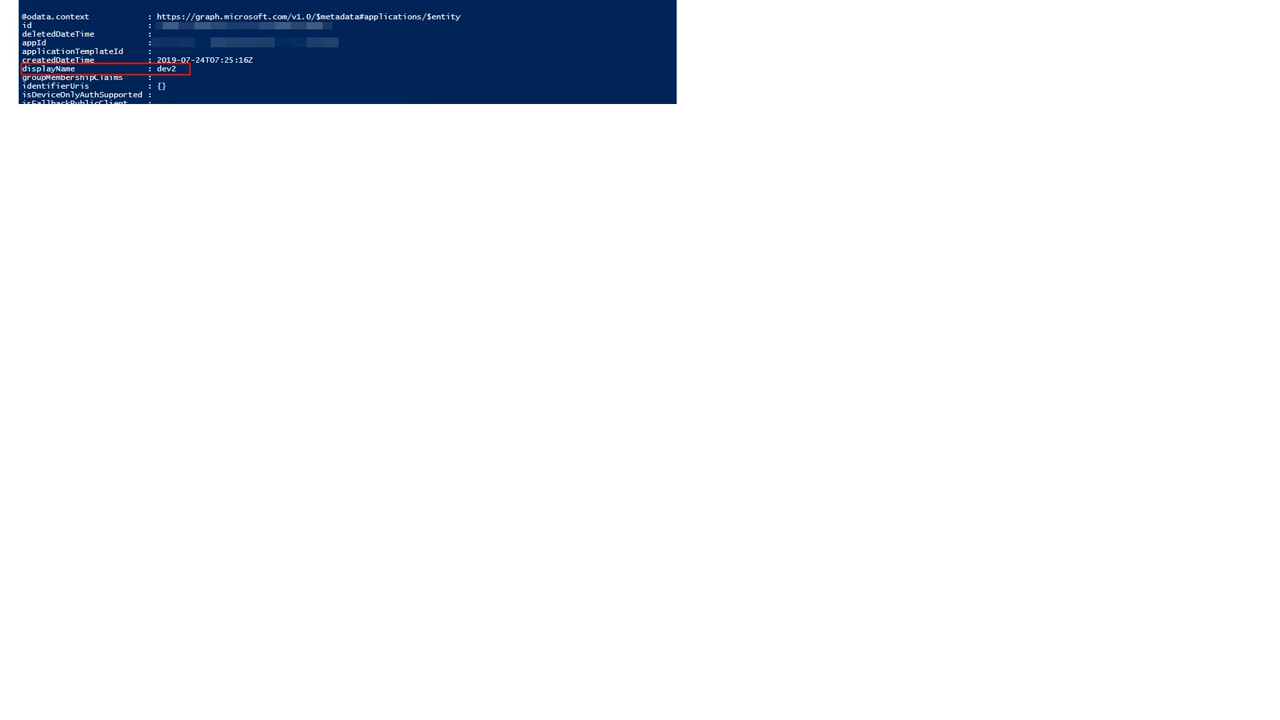 @odata.context : https://graph.microsoft.com/v1.0/$metadata#applications/$entity
id :
deletedDateTime :
appId :
applicationTemplateId :
createdDateTime : 2019-07-24T07:25:16Z
displayName : dev2
groupMembershipClaims :
identifierUris : {}
isDeviceOnlyAuthSupported :
isFallbackPublicClient :